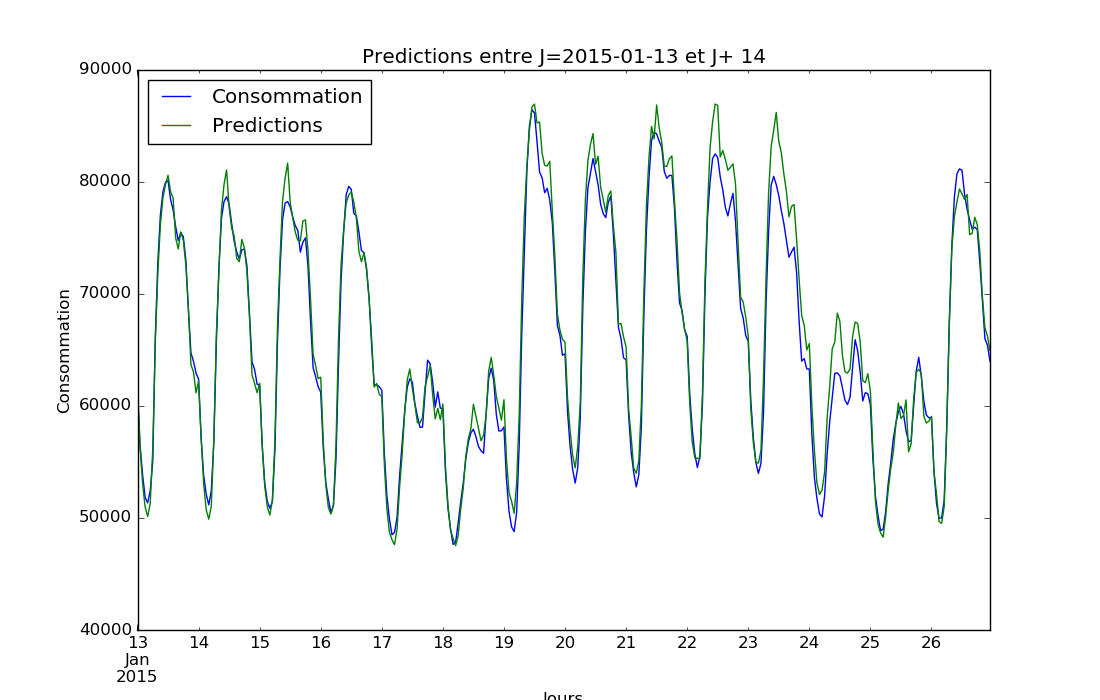 Predictions entre J=2015-01-13 et J+ 14
90000
Consommation
Predictions
80000
70000
Consommation
60000
50000
40000
13 14 15 16 17 18 19 20 21 22 23 24 25 26
Jan
2015
Jours